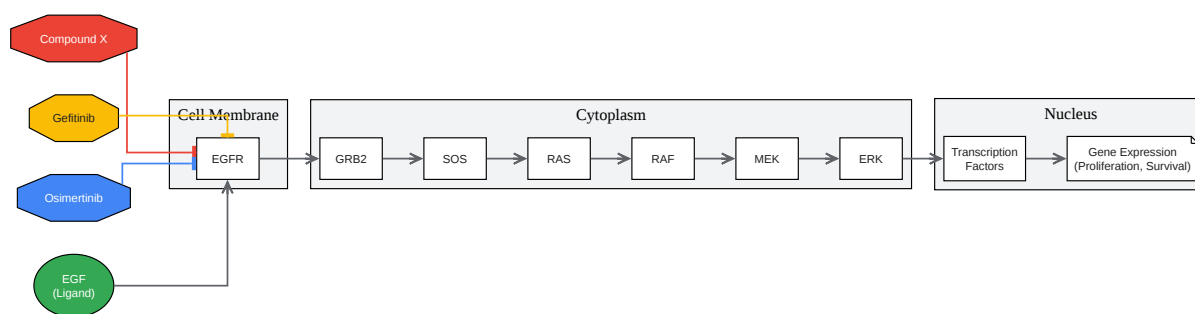 Compound X
Gefitinib
Osimertinib
EGF
(Ligand)
Cell Membrane
EGFR
Cytoplasm
GRB2
SOS
RAS
RAF
MEK
ERK
Nucleus
Transcription
Factors
Gene Expression
(Proliferation, Survival)